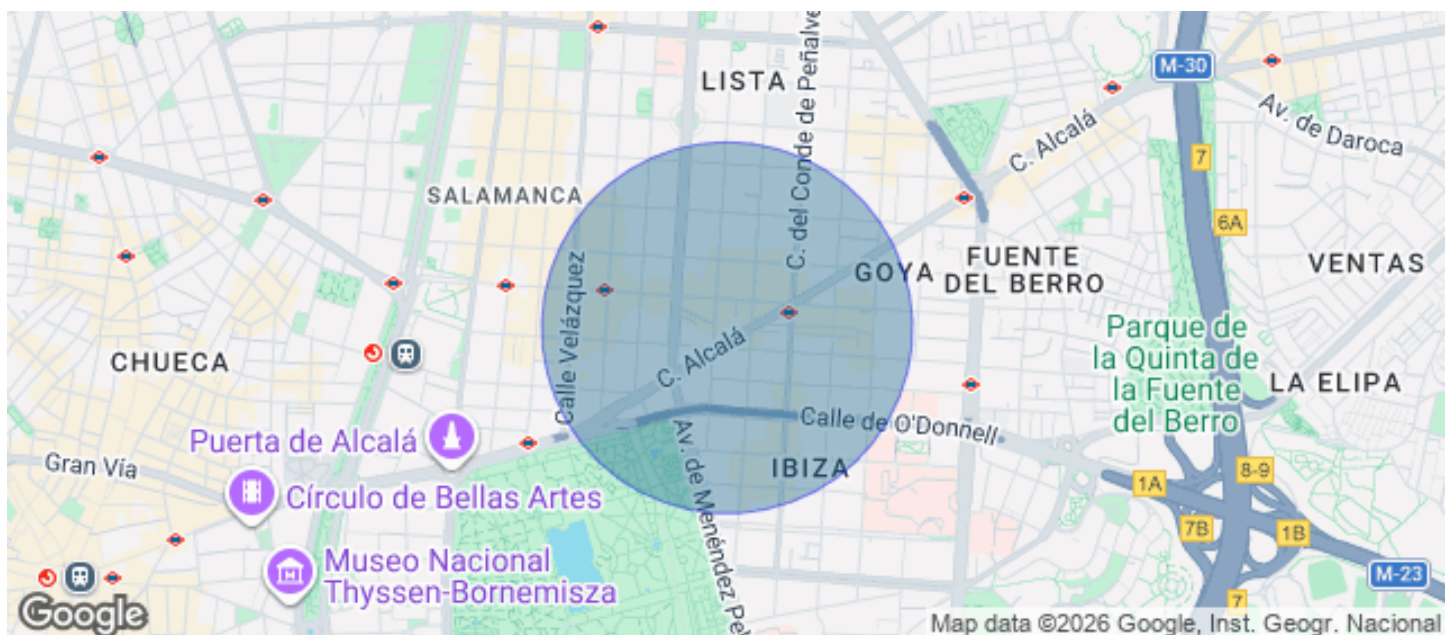 LISTA
C. del Conde de Peñalve
M-30
Av. de Daroca
C. Alcalá
7
SALAMANCA
6A
GOYA
FUENTE
DEL BERRO
VENTAS
Calle Velázquez
CHUECA
C. Alcalá
Parque de
la Quinta de
la Fuente
del Berro
LA ELIPA
Puerta de Alcalá
Calle de O'Donnell
Av. de Menéndez Pel
IBIZA
Gran Vía
Círculo de Bellas Artes
1A
8-9
7B
1B
Museo Nacional
Thyssen-Bornemisza
M-23
7
Google
Map data ©2026 Google, Inst. Geogr. Nacional